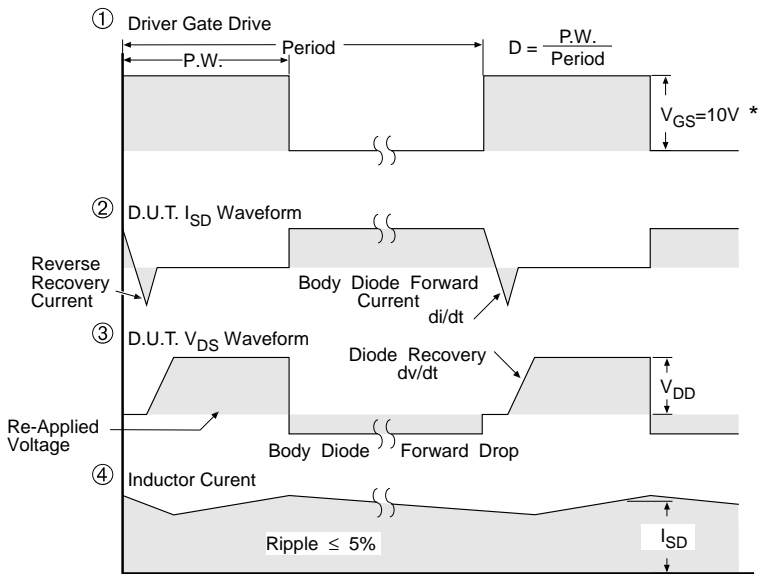 ① Driver Gate Drive
Period
P.W.
D = P.W.
Period
V_GS=10V *
② D.U.T. I_SD Waveform
Reverse
Recovery
Current
Body Diode Forward
Current
di/dt
③ D.U.T. V_DS Waveform
Diode Recovery
dv/dt
V_DD
Re-Applied
Voltage
Body Diode Forward Drop
④ Inductor Curent
Ripple ≤ 5%
I_SD